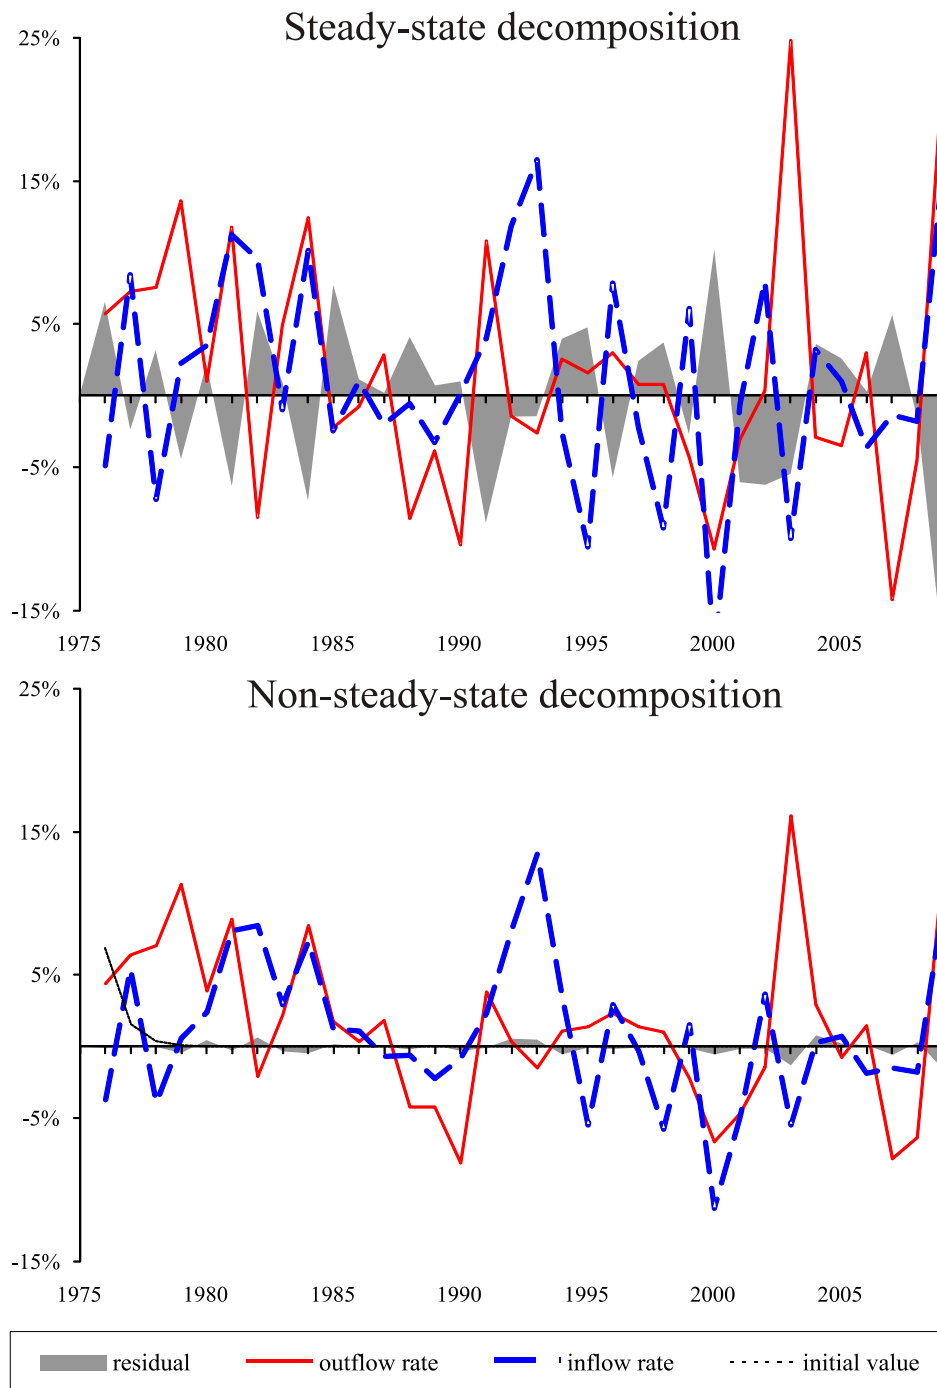 Steady-state decomposition
25%
15%
5%
-5%
-15%
1975 1980 1985 1990 1995 2000 2005
Non-steady-state decomposition
25%
15%
5%
-5%
-15%
1975 1980 1985 1990 1995 2000 2005
residual outflow rate inflow rate initial value